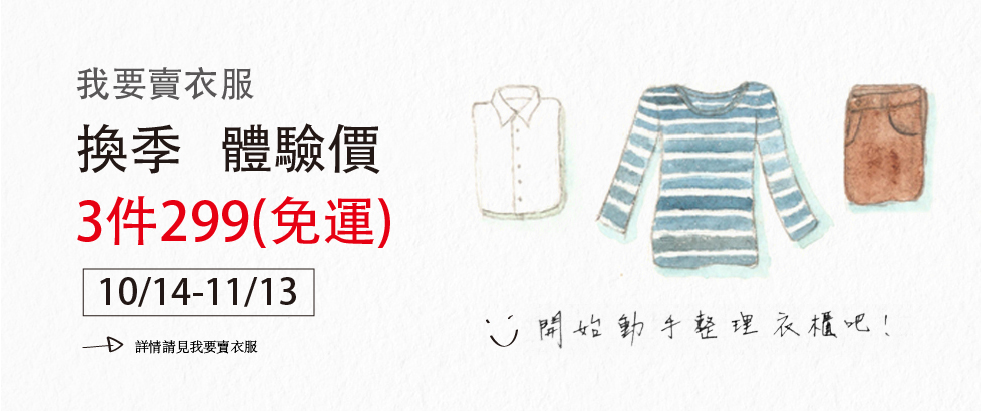 我要賣衣服
換季 體驗價
3件299(免運)
10/14-11/13
詳情請見我要賣衣服
開始動手整理衣櫃吧!